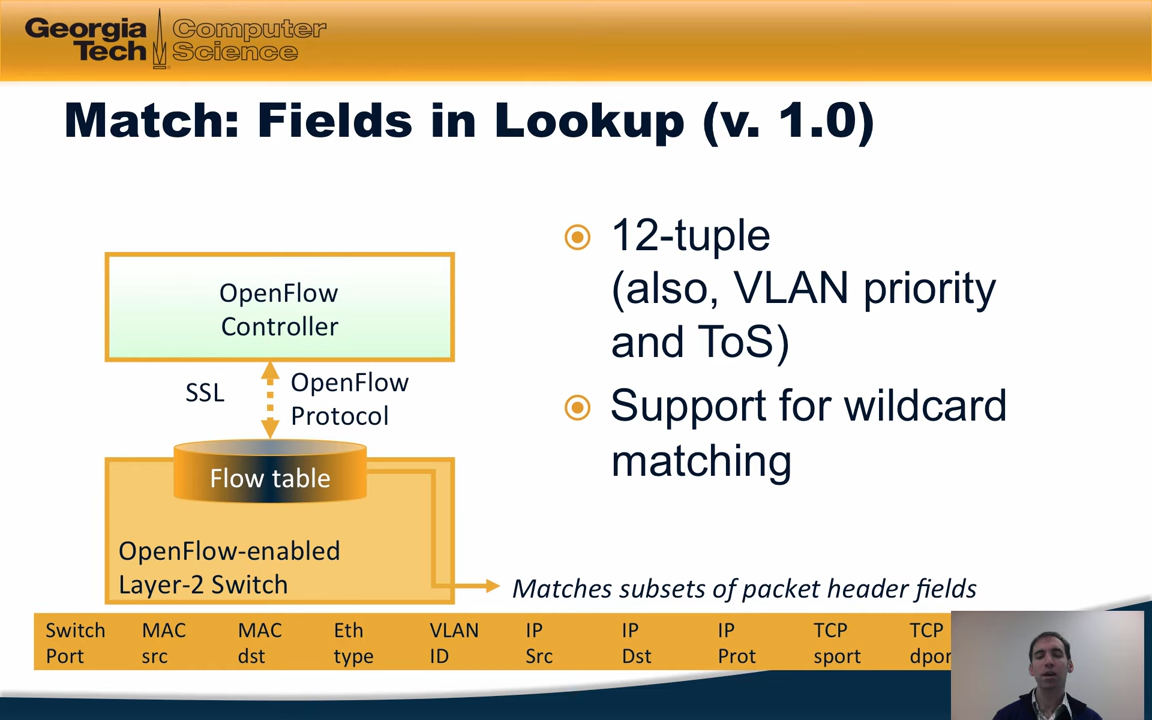 Georgia Tech
Computer Science
Match: Fields in Lookup (v. 1.0)
OpenFlow
Controller
SSL
OpenFlow
Protocol
Flow table
OpenFlow-enabled
Layer-2 Switch
12-tuple
(also, VLAN priority
and ToS)
Support for wildcard
matching
Matches subsets of packet header fields
Switch Port
MAC src
MAC dst
Eth type
VLAN ID
IP Src
IP Dst
IP Prot
TCP sport
TCP dpor